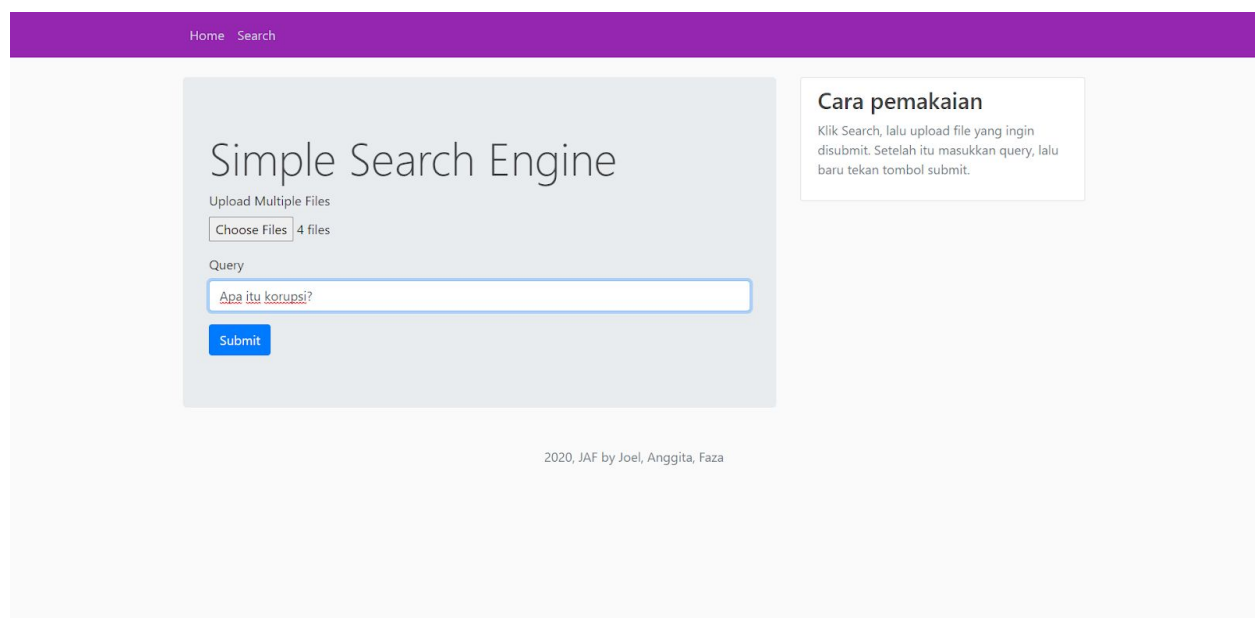 Home Search
Simple Search Engine
Upload Multiple Files
Choose Files 4 files
Query
Apa itu korupsi?
Submit
Cara pemakaian
Klik Search, lalu upload file yang ingin
disubmit. Setelah itu masukkan query, lalu
baru tekan tombol submit.
2020, JAF by Joel, Anggita, Faza